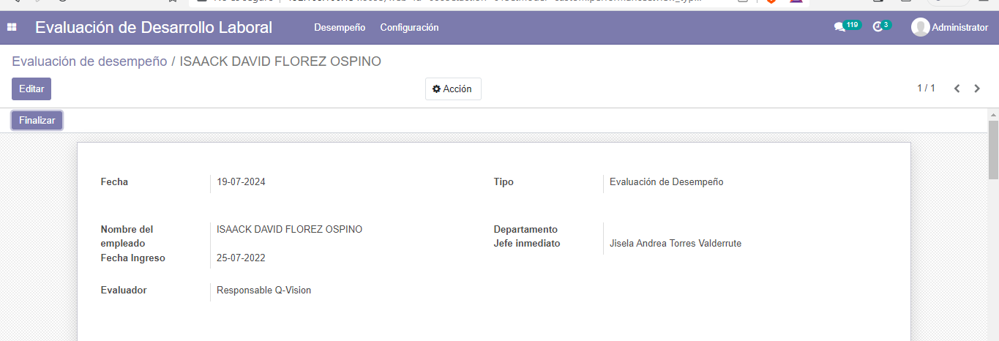 Evaluación de Desarrollo Laboral Desempeño Configuración 119 3 Administrator
Evaluación de desempeño / ISAACK DAVID FLOREZ OSPINO
Editar Acción 1 / 1
Finalizar
Fecha 19-07-2024 Tipo Evaluación de Desempeño
Nombre del empleado ISAACK DAVID FLOREZ OSPINO Departamento
Jefe inmediato Jisela Andrea Torres Valderrute
Fecha Ingreso 25-07-2022
Evaluador Responsable Q-Vision